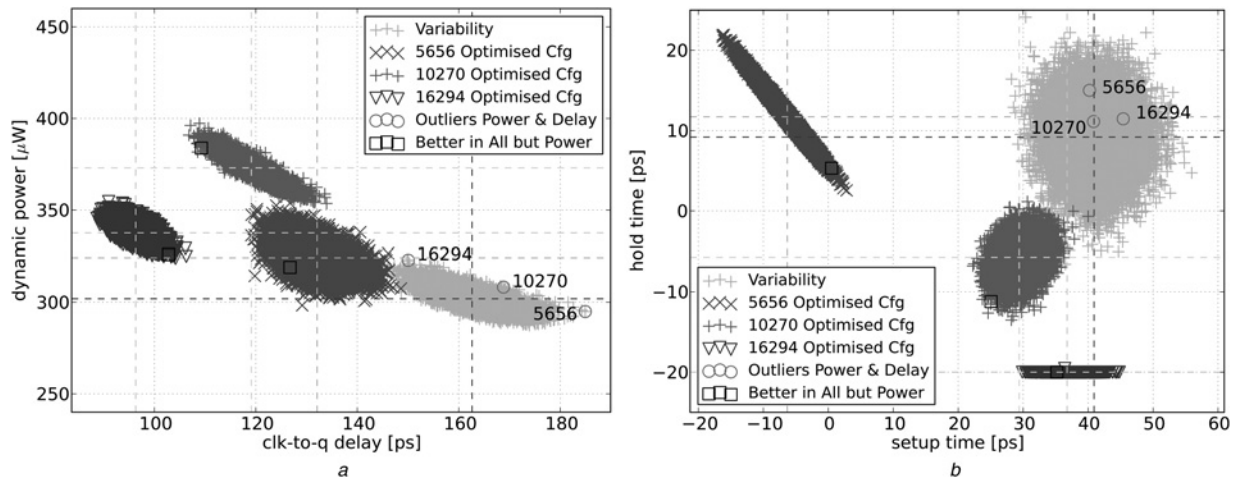 450
400
350
300
250
dynamic power [μW]
Variability
5656 Optimised Cfg
10270 Optimised Cfg
16294 Optimised Cfg
Outliers Power & Delay
Better in All but Power
16294
10270
5656
100 120 140 160 180
clk-to-q delay [ps]
a
20
10
0
−10
−20
hold time [ps]
5656
16294
10270
Variability
5656 Optimised Cfg
10270 Optimised Cfg
16294 Optimised Cfg
Outliers Power & Delay
Better in All but Power
−20 −10 0 10 20 30 40 50 60
setup time [ps]
b